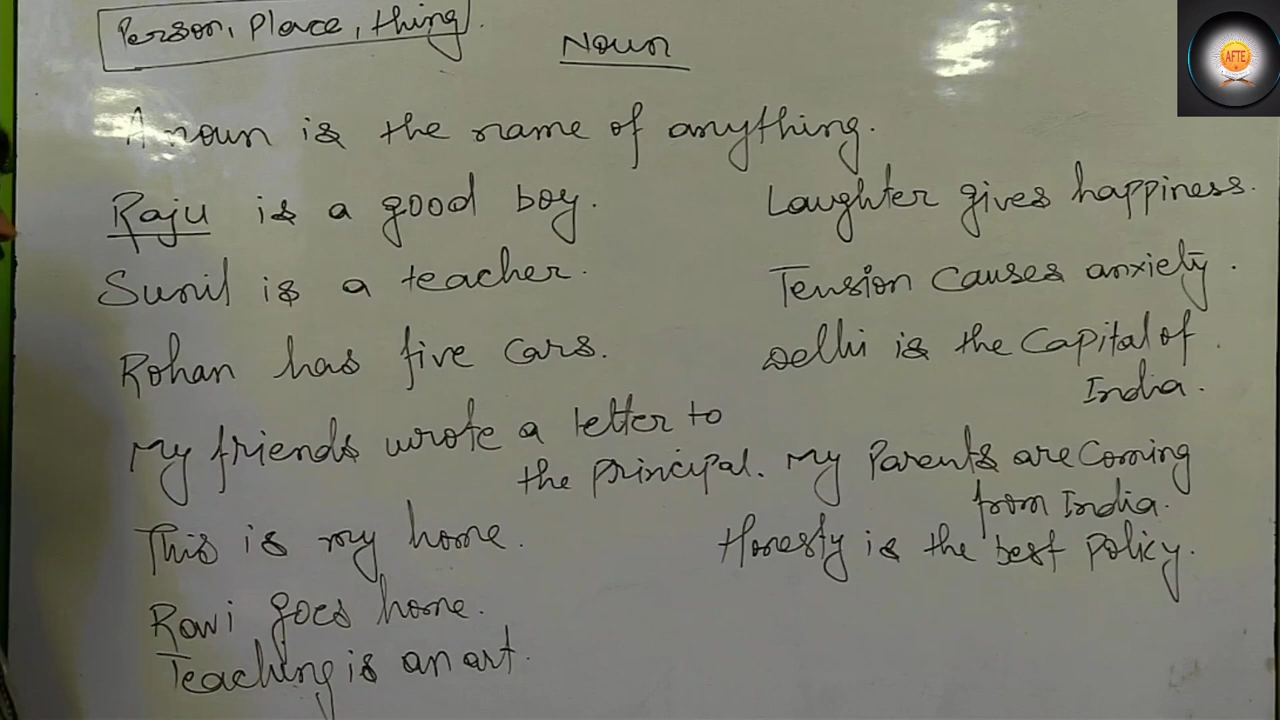 Person, Place, thing.
Noun
A noun is the name of anything.
Raju is a good boy.
Sunil is a teacher.
Rohan has five cars.
My friends wrote a letter to
the principal.
This is my home.
Ravi goes home.
Teaching is an art.
Laughter gives happiness.
Tension causes anxiety.
Delhi is the Capital of
India.
My Parents are Coming
from India.
Honesty is the best Policy.
AFTE